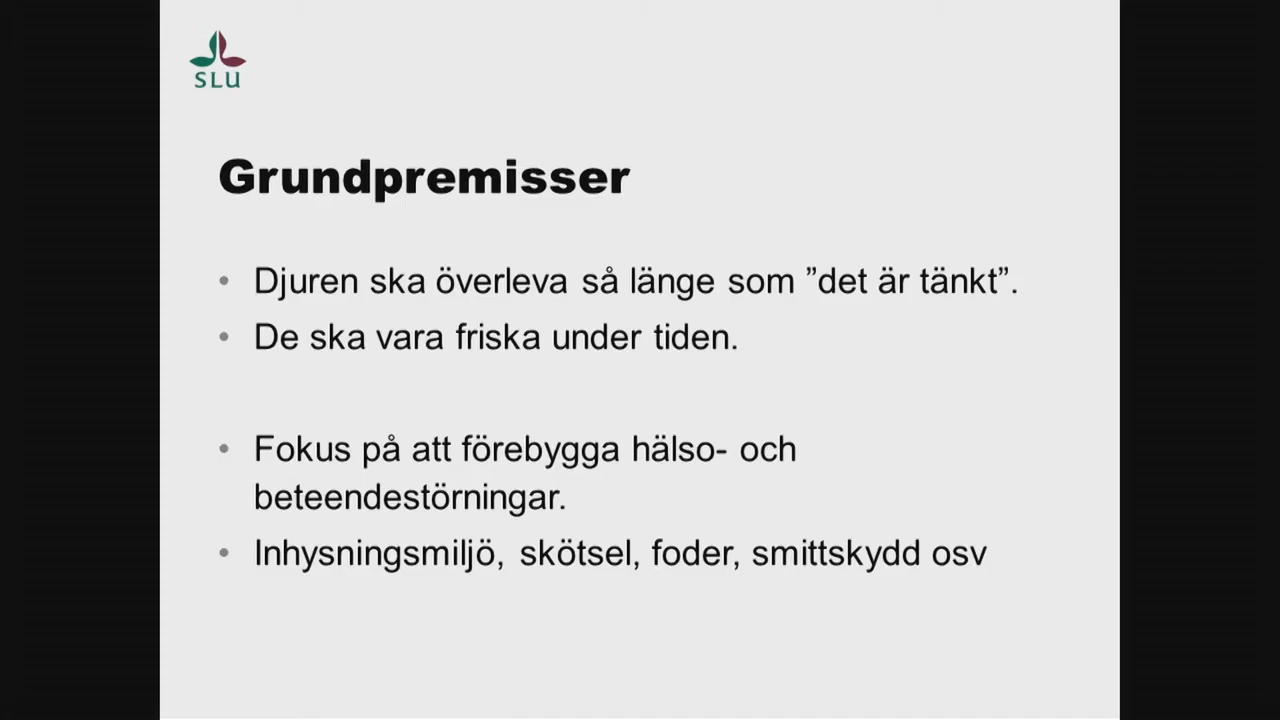 SLU
Grundpremisser
• Djuren ska överleva så länge som ”det är tänkt”.
• De ska vara friska under tiden.
• Fokus på att förebygga hälso- och
beteendestörningar.
• Inhysningsmiljö, skötsel, foder, smittskydd osv